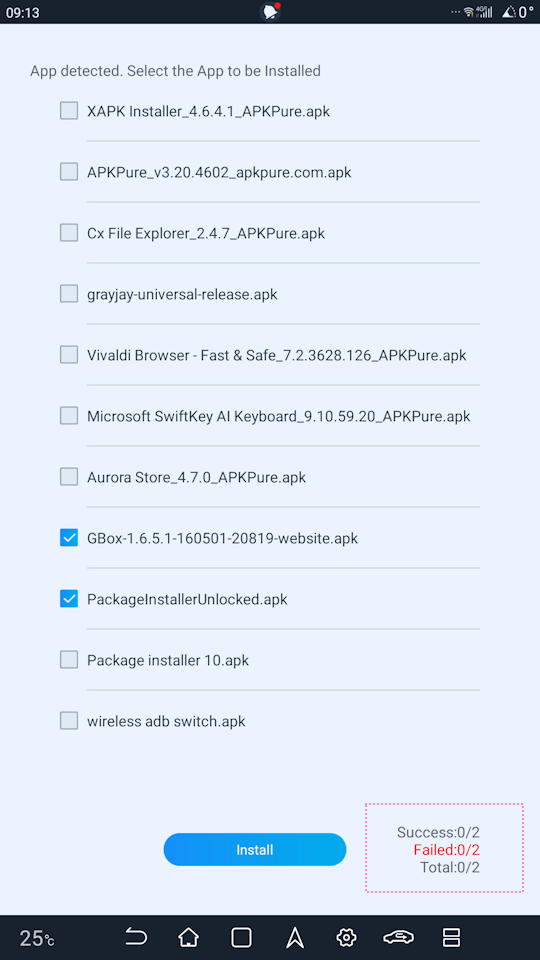 09:13
4G
0°
App detected. Select the App to be Installed
XAPK Installer_4.6.4.1_APKPure.apk
APKPure_v3.20.4602_apkpure.com.apk
Cx File Explorer_2.4.7_APKPure.apk
grayjay-universal-release.apk
Vivaldi Browser - Fast & Safe_7.2.3628.126_APKPure.apk
Microsoft SwiftKey AI Keyboard_9.10.59.20_APKPure.apk
Aurora Store_4.7.0_APKPure.apk
GBox-1.6.5.1-160501-20819-website.apk
PackageInstallerUnlocked.apk
Package installer 10.apk
wireless adb switch.apk
Install
Success:0/2
Failed:0/2
Total:0/2
25℃